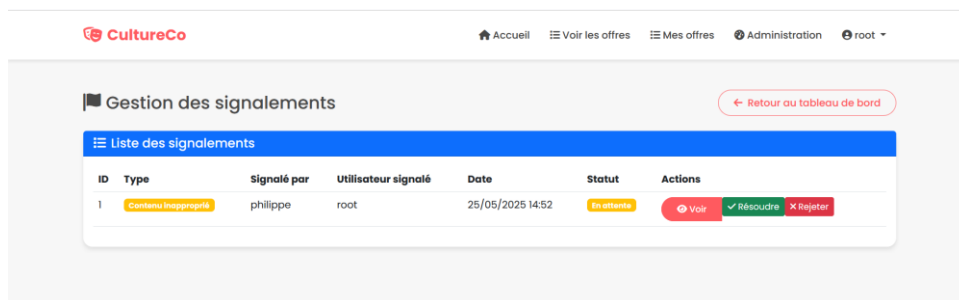 CultureCo
Accueil Voir les offres Mes offres Administration root
Gestion des signalements
← Retour au tableau de bord
Liste des signalements
ID Type Signalé par Utilisateur signalé Date Statut Actions
1 Contenu inapproprié philippe root 25/05/2025 14:52 En attente Voir Résoudre Rejeter